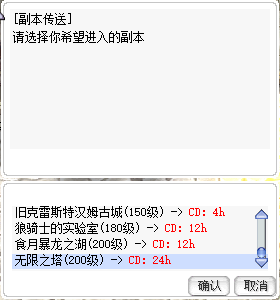 [副本传送]
请选择你希望进入的副本
旧克雷斯特汉姆古城(150级) -> CD: 4h
狼骑士的实验室(180级) -> CD: 12h
食月暴龙之湖(200级) -> CD: 12h
无限之塔(200级) -> CD: 24h
确认 取消